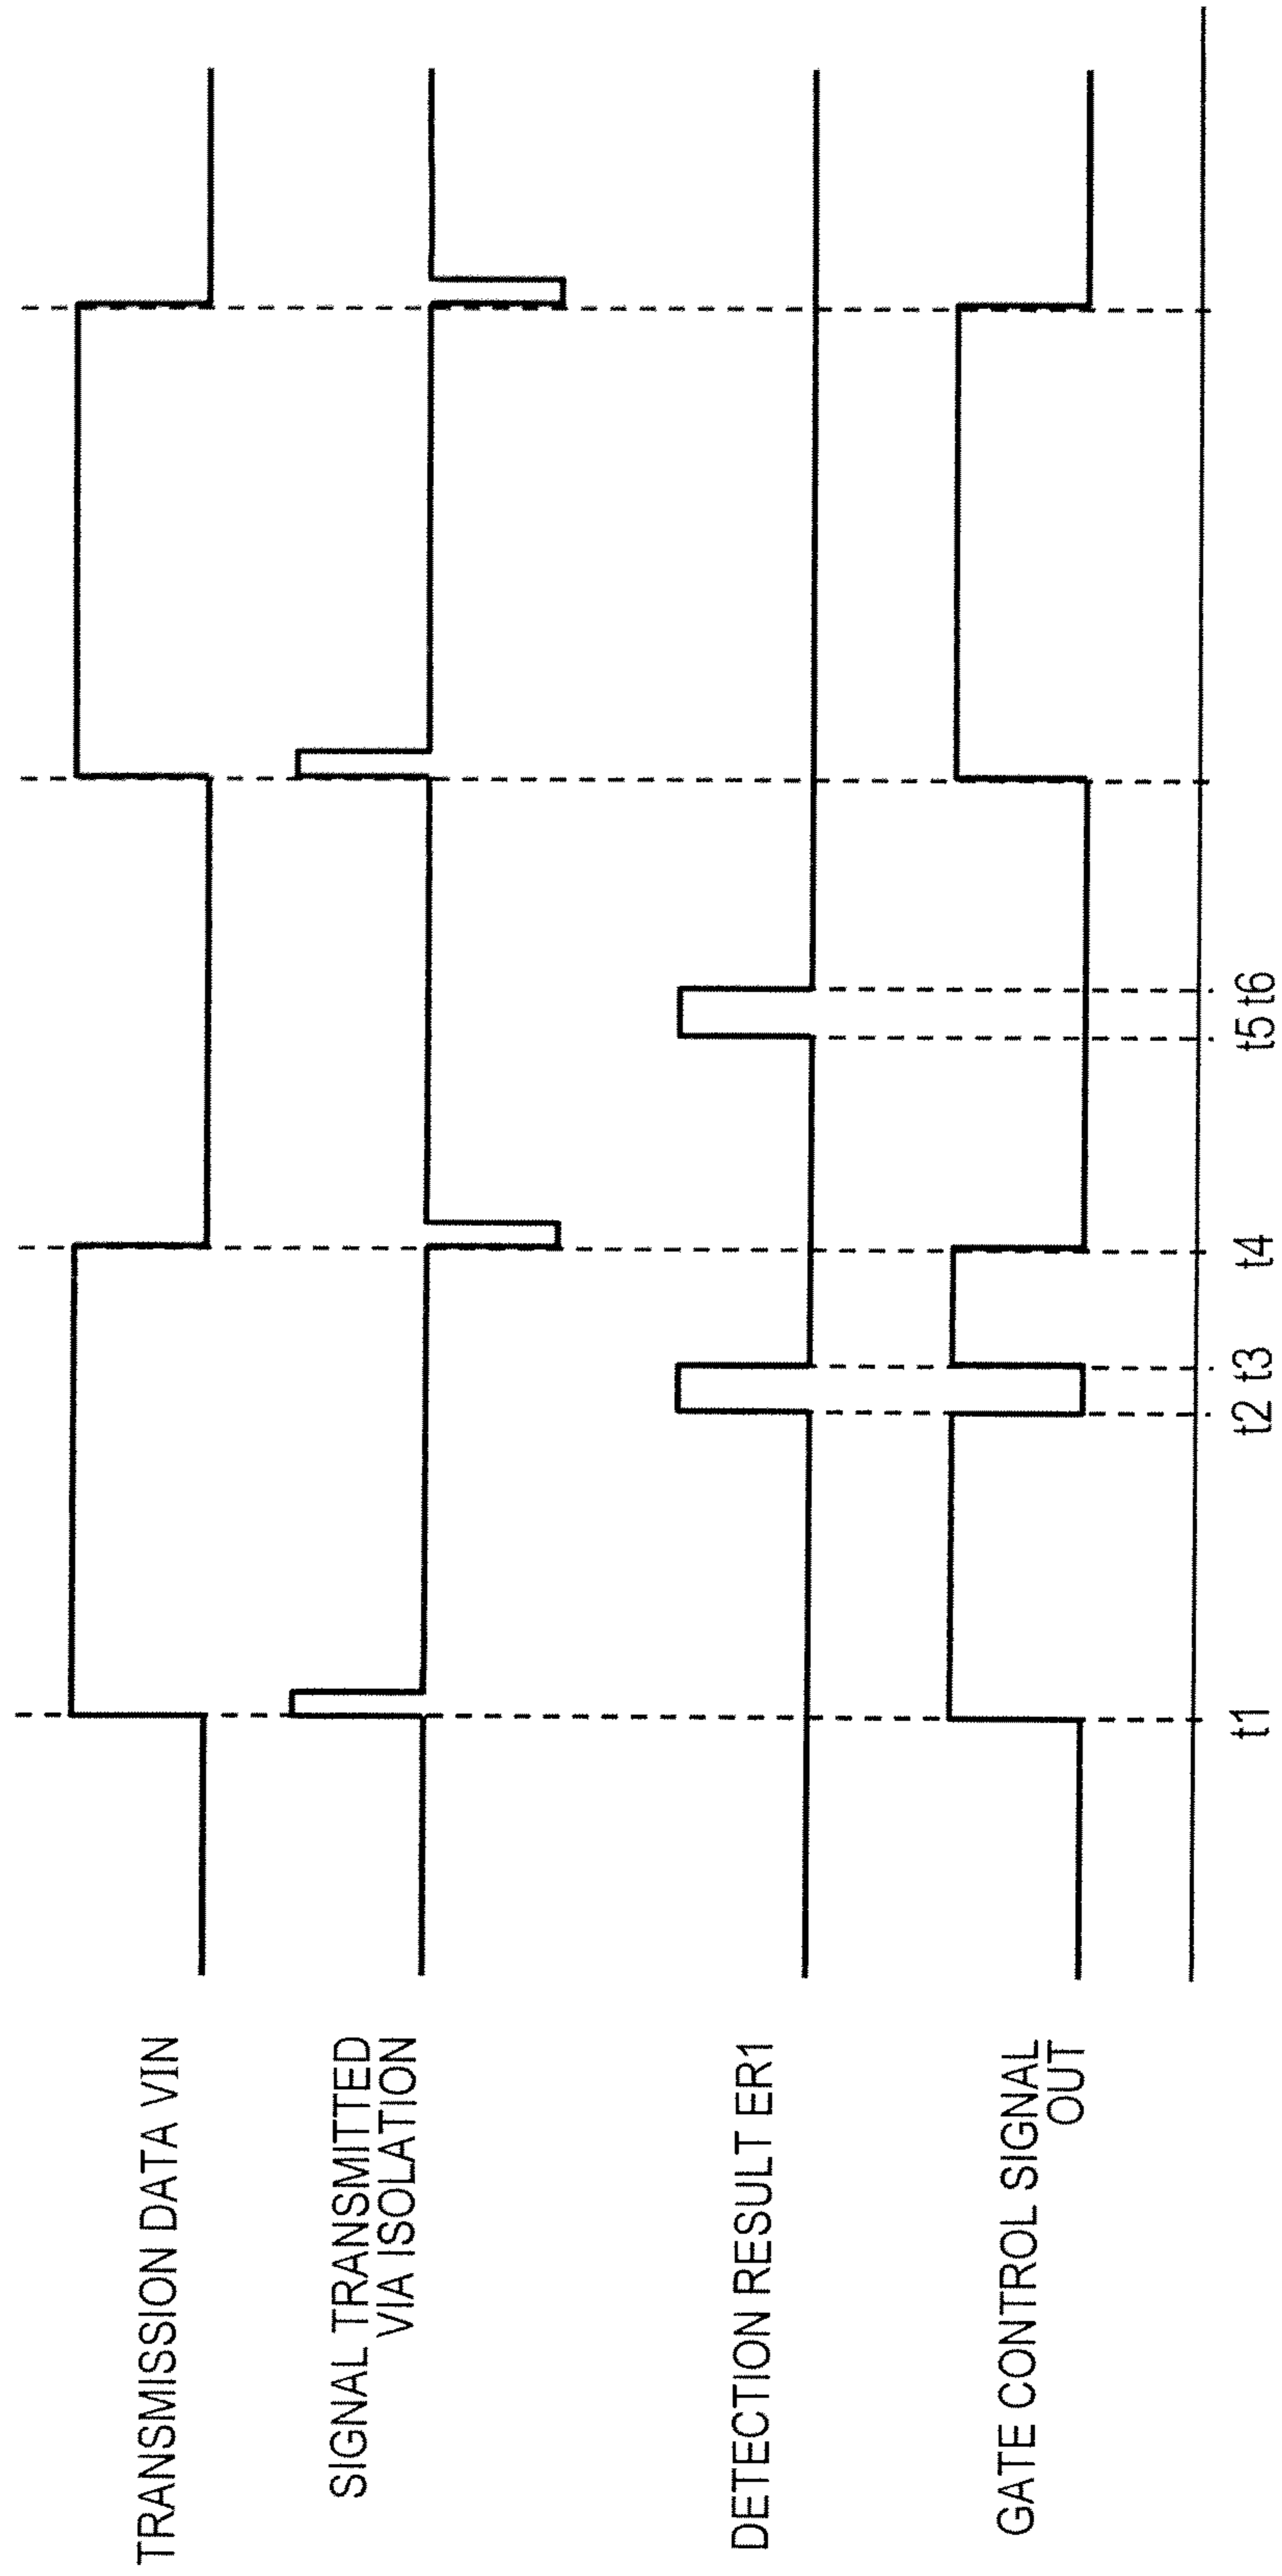 TRANSMISSION DATA VIN
SIGNAL TRANSMITTED
VIA ISOLATION
DETECTION RESULT ER1
GATE CONTROL SIGNAL
OUT
t1 t2 t3 t4 t5 t6